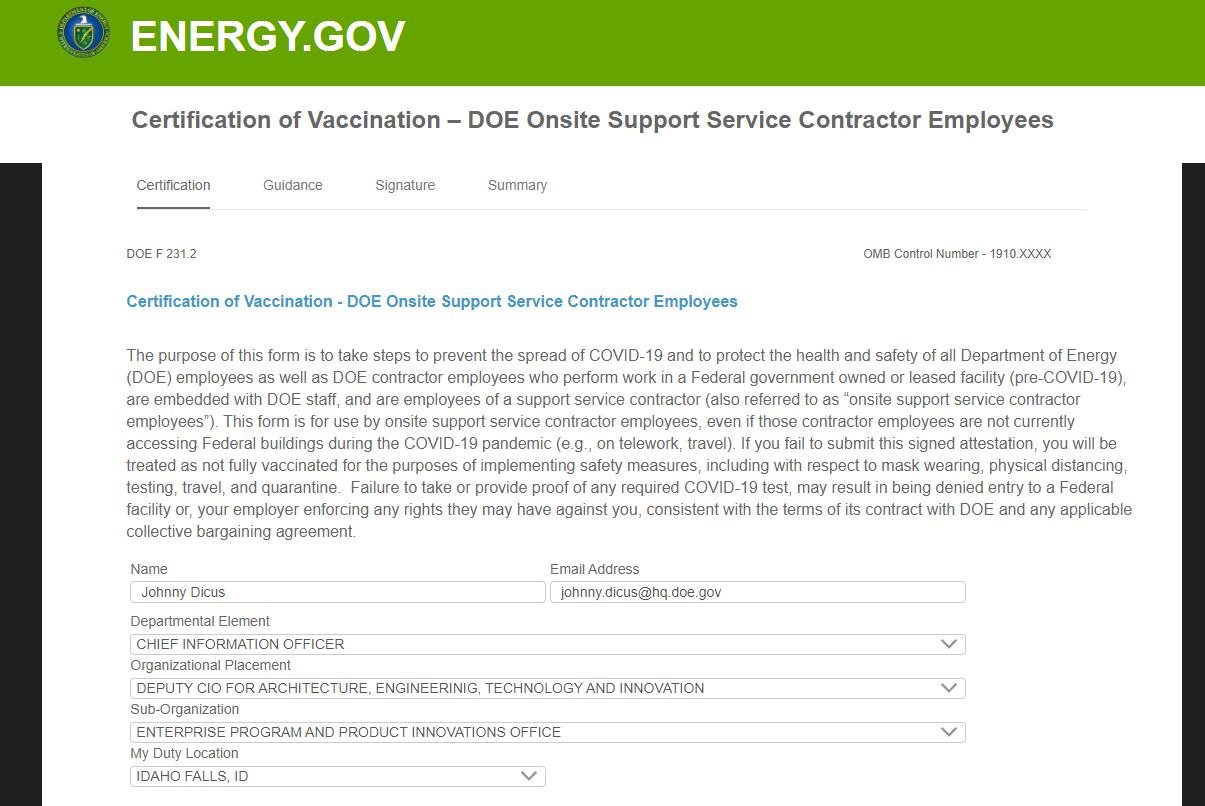 ENERGY.GOV
Certification of Vaccination – DOE Onsite Support Service Contractor Employees
Certification Guidance Signature Summary
DOE F 231.2 OMB Control Number - 1910.XXXX
Certification of Vaccination - DOE Onsite Support Service Contractor Employees
The purpose of this form is to take steps to prevent the spread of COVID-19 and to protect the health and safety of all Department of Energy
(DOE) employees as well as DOE contractor employees who perform work in a Federal government owned or leased facility (pre-COVID-19),
are embedded with DOE staff, and are employees of a support service contractor (also referred to as “onsite support service contractor
employees”). This form is for use by onsite support service contractor employees, even if those contractor employees are not currently
accessing Federal buildings during the COVID-19 pandemic (e.g., on telework, travel). If you fail to submit this signed attestation, you will be
treated as not fully vaccinated for the purposes of implementing safety measures, including with respect to mask wearing, physical distancing,
testing, travel, and quarantine.  Failure to take or provide proof of any required COVID-19 test, may result in being denied entry to a Federal
facility or, your employer enforcing any rights they may have against you, consistent with the terms of its contract with DOE and any applicable
collective bargaining agreement.
Name Email Address
Johnny Dicus johnny.dicus@hq.doe.gov
Departmental Element
CHIEF INFORMATION OFFICER
Organizational Placement
DEPUTY CIO FOR ARCHITECTURE, ENGINEERINIG, TECHNOLOGY AND INNOVATION
Sub-Organization
ENTERPRISE PROGRAM AND PRODUCT INNOVATIONS OFFICE
My Duty Location
IDAHO FALLS, ID